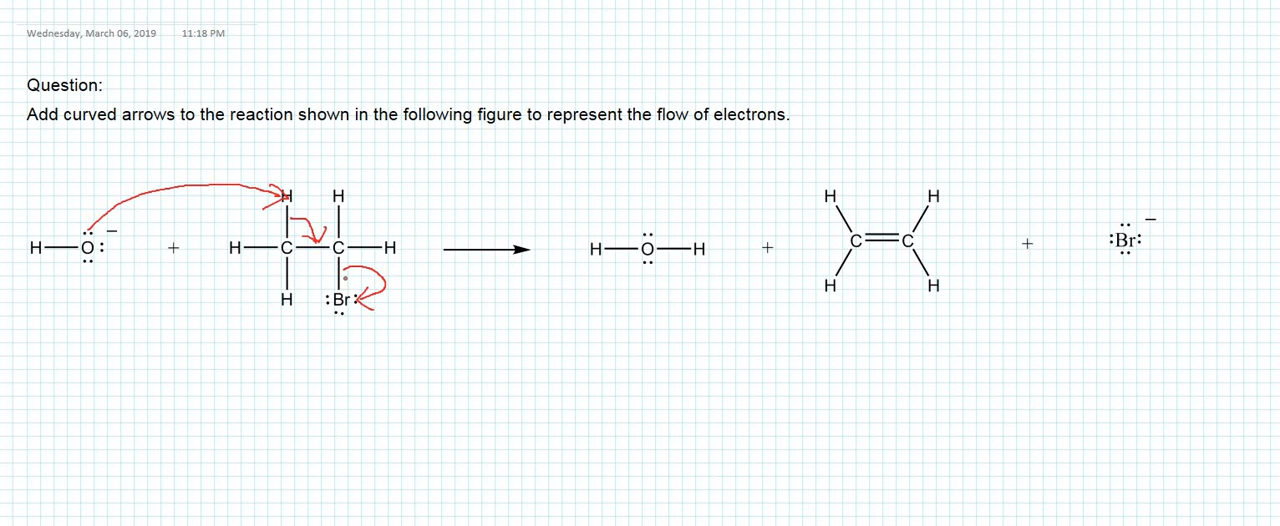 Wednesday, March 06, 2019 11:18 PM
Question:
Add curved arrows to the reaction shown in the following figure to represent the flow of electrons.
H H H H
H—O:⁻ + H—C—C—H ⟶ H—O—H + C=C + :Br:⁻
H :Br: H H